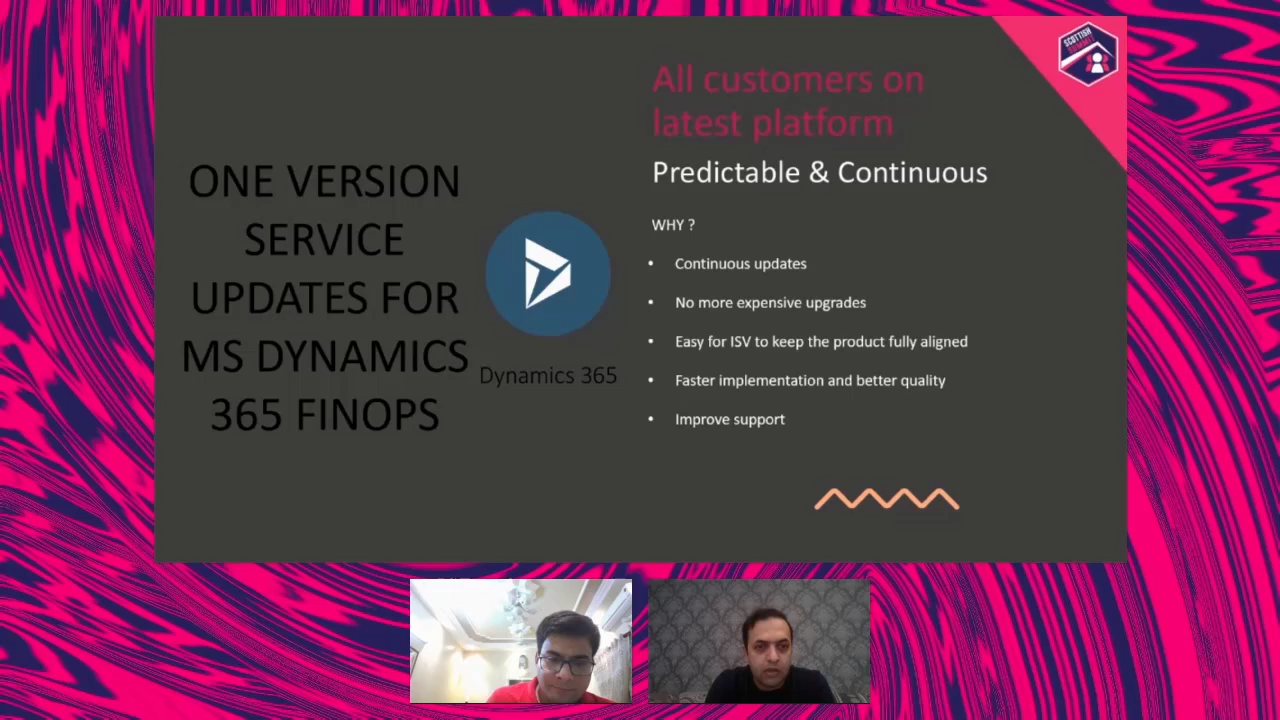 ONE VERSION
SERVICE
UPDATES FOR
MS DYNAMICS
365 FINOPS
Dynamics 365
All customers on
latest platform
Predictable & Continuous
WHY ?
• Continuous updates
• No more expensive upgrades
• Easy for ISV to keep the product fully aligned
• Faster implementation and better quality
• Improve support
SCOTTISH
SUMMIT